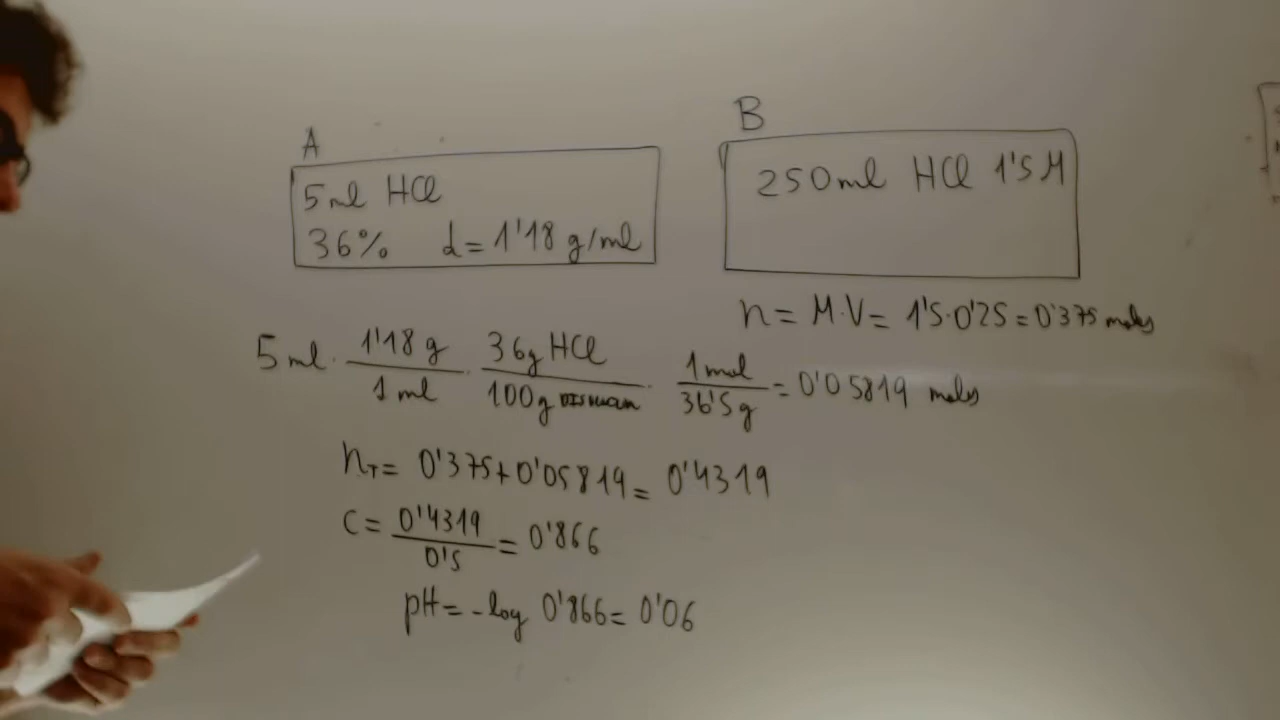 A
5 ml HCl
36% d = 1'18 g/ml
B
250 ml HCl 1'5 M
n = M·V = 1'5·0'25 = 0'375 moles
5 ml · 1'18 g / 1 ml · 36g HCl / 100g · 1 mol / 36'5 g = 0'05819 moles
nT = 0'375 + 0'05819 = 0'4319
C = 0'4319 / 0'5 = 0'866
pH = -log 0'866 = 0'06